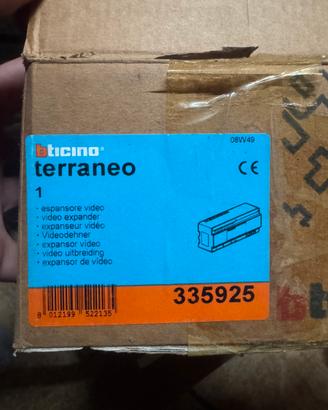 08W49
bticino
terraneo
CE
1
- espansore video
- video expander
- expanseur vidéo
- Videodehner
- expansor vídeo
- video uitbreiding
- expansor de vídeo
335925
8 012199 522135
bt